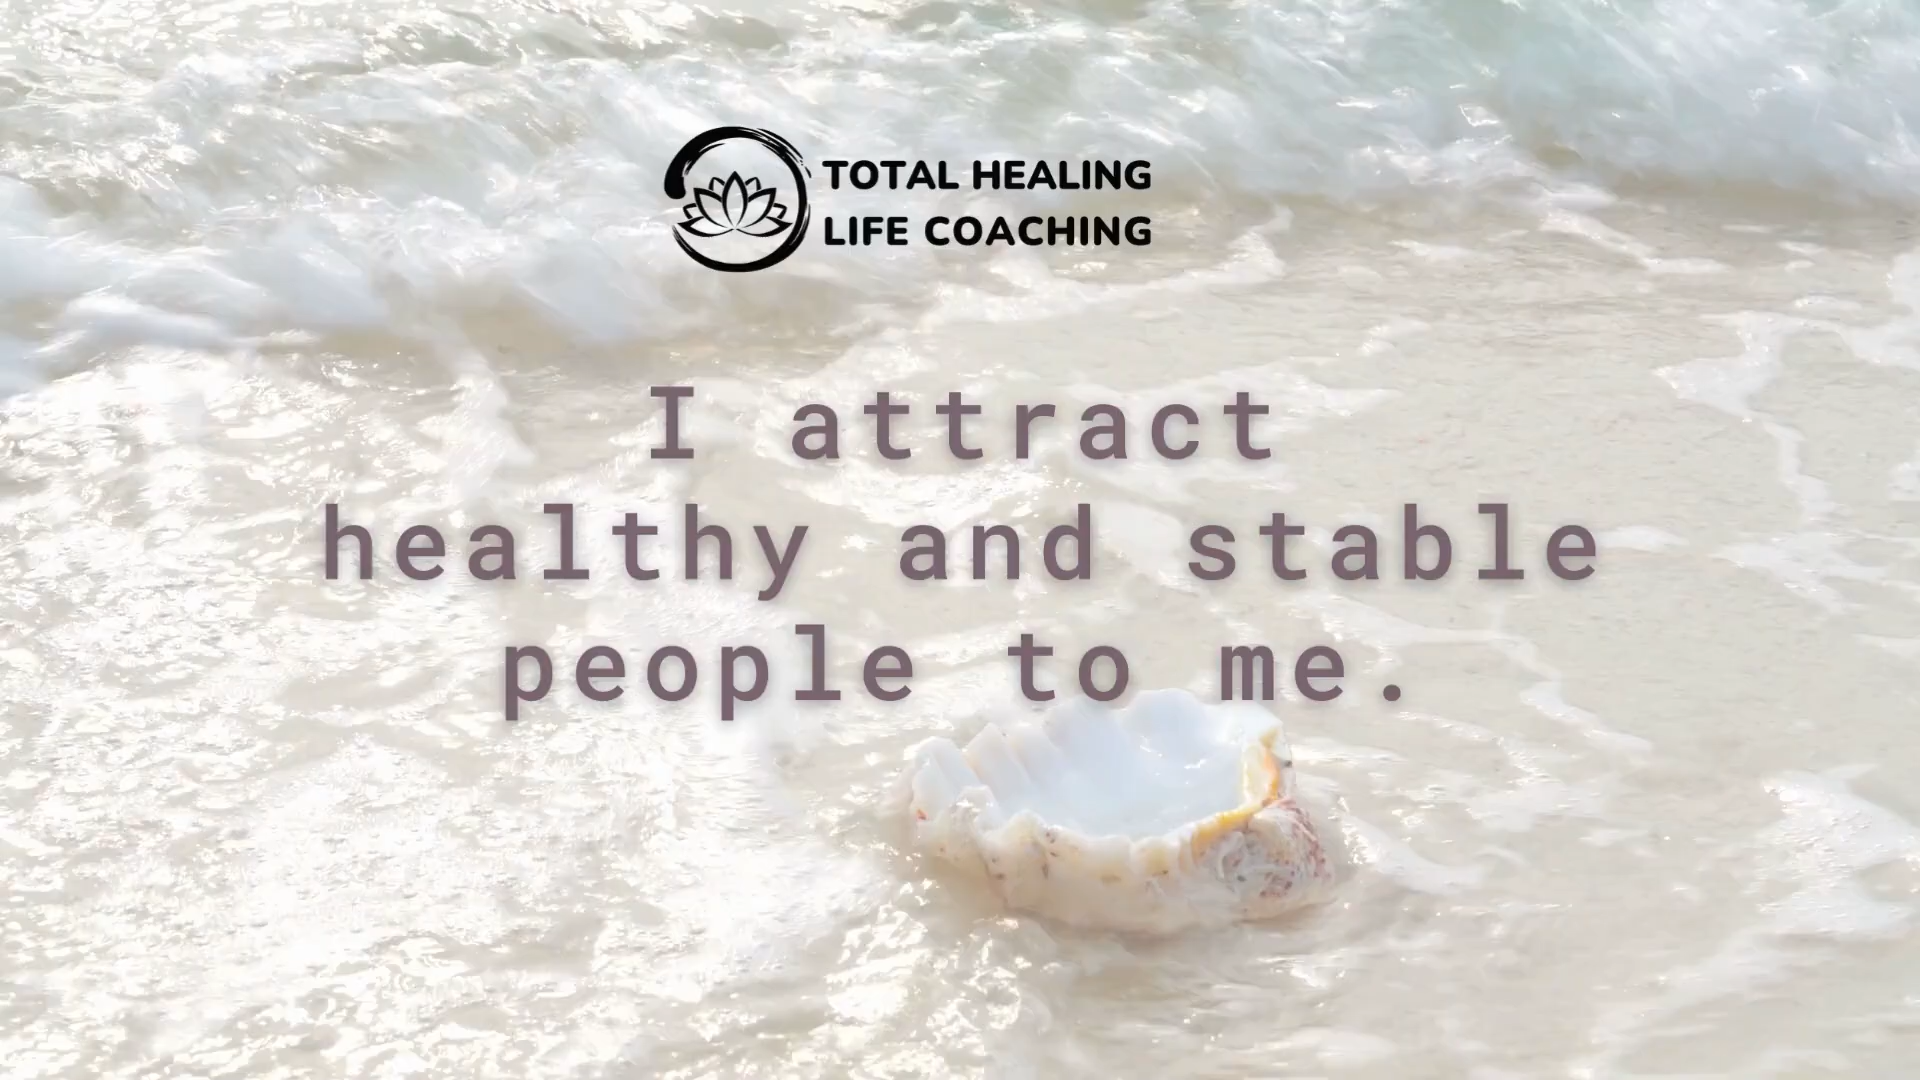 TOTAL HEALING
LIFE COACHING
I attract
healthy and stable
people to me.